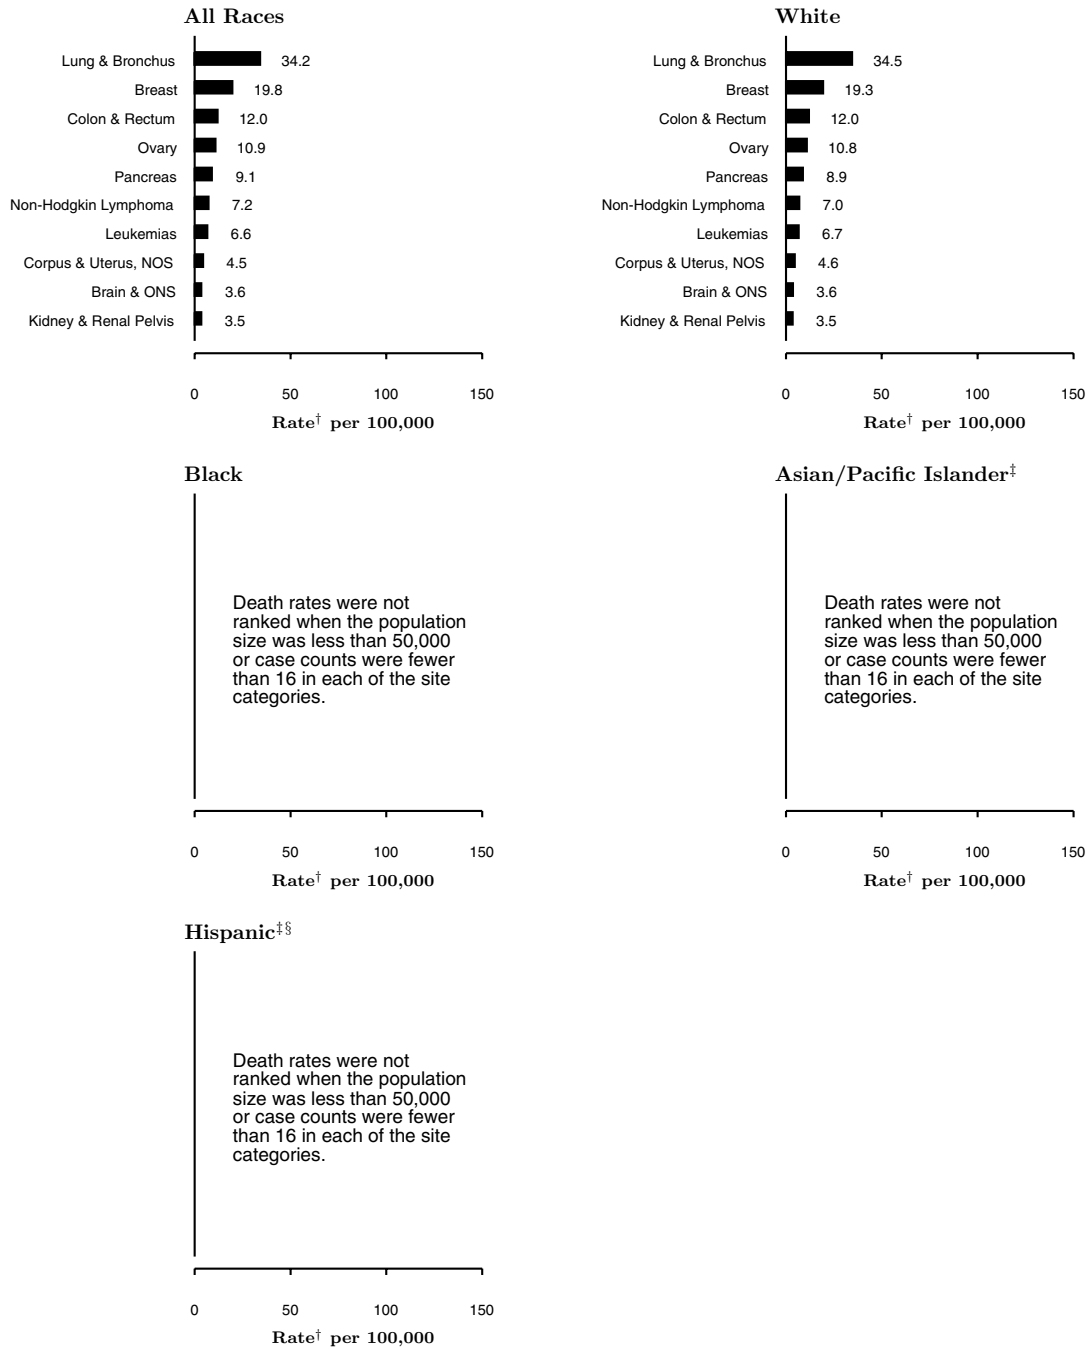 All Races
Lung & Bronchus 34.2
Breast 19.8
Colon & Rectum 12.0
Ovary 10.9
Pancreas 9.1
Non-Hodgkin Lymphoma 7.2
Leukemias 6.6
Corpus & Uterus, NOS 4.5
Brain & ONS 3.6
Kidney & Renal Pelvis 3.5
0 50 100 150
Rate† per 100,000
White
Lung & Bronchus 34.5
Breast 19.3
Colon & Rectum 12.0
Ovary 10.8
Pancreas 8.9
Non-Hodgkin Lymphoma 7.0
Leukemias 6.7
Corpus & Uterus, NOS 4.6
Brain & ONS 3.6
Kidney & Renal Pelvis 3.5
0 50 100 150
Rate† per 100,000
Black
Death rates were not
ranked when the population
size was less than 50,000
or case counts were fewer
than 16 in each of the site
categories.
0 50 100 150
Rate† per 100,000
Asian/Pacific Islander‡
Death rates were not
ranked when the population
size was less than 50,000
or case counts were fewer
than 16 in each of the site
categories.
0 50 100 150
Rate† per 100,000
Hispanic‡§
Death rates were not
ranked when the population
size was less than 50,000
or case counts were fewer
than 16 in each of the site
categories.
0 50 100 150
Rate† per 100,000